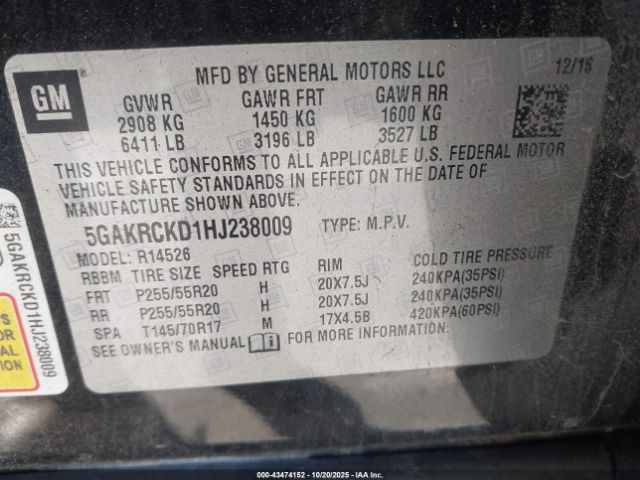 GM
MFD BY GENERAL MOTORS LLC
12/16
GVWR GAWR FRT GAWR RR
2908 KG 1450 KG 1600 KG
6411 LB 3196 LB 3527 LB
THIS VEHICLE CONFORMS TO ALL APPLICABLE U.S. FEDERAL MOTOR
VEHICLE SAFETY STANDARDS IN EFFECT ON THE DATE OF
MANUFACTURE SHOWN ABOVE.
5GAKRCKD1HJ238009 TYPE: M.P.V.
MODEL: R14526
RBBM TIRE SIZE SPEED RTG RIM COLD TIRE PRESSURE
FRT P255/55R20 H 20X7.5J 240KPA(35PSI)
RR P255/55R20 H 20X7.5J 240KPA(35PSI)
SPA T145/70R17 M 17X4.5B 420KPA(60PSI)
SEE OWNER'S MANUAL FOR MORE INFORMATION
5GAKRCKD1HJ238009
000-43474152 | 10/20/2025 | IAAI.com, Inc.